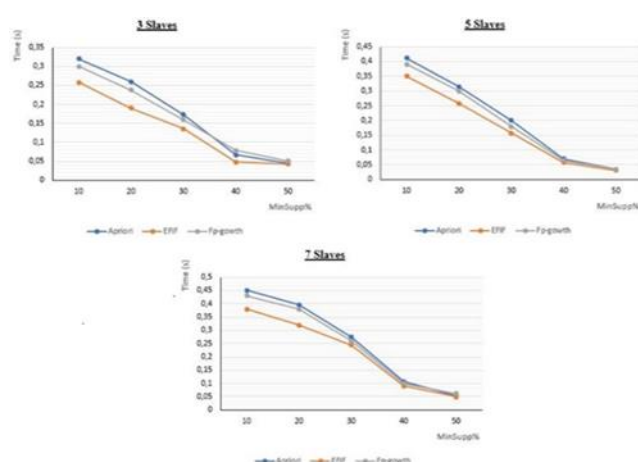 3 Slaves
Time (s)
0,35
0,3
0,25
0,2
0,15
0,1
0,05
0
10 20 30 40 50
MinSupp%
Apriori EFIF Fp-gowth
5 Slaves
Time (s)
0,45
0,4
0,35
0,3
0,25
0,2
0,15
0,1
0,05
0
10 20 30 40 50
MinSupp%
Apriori EFIF Fp-gowth
7 Slaves
Time (s)
0,5
0,45
0,4
0,35
0,3
0,25
0,2
0,15
0,1
0,05
0
10 20 30 40 50
MinSupp%
Apriori EFIF Fp-gowth